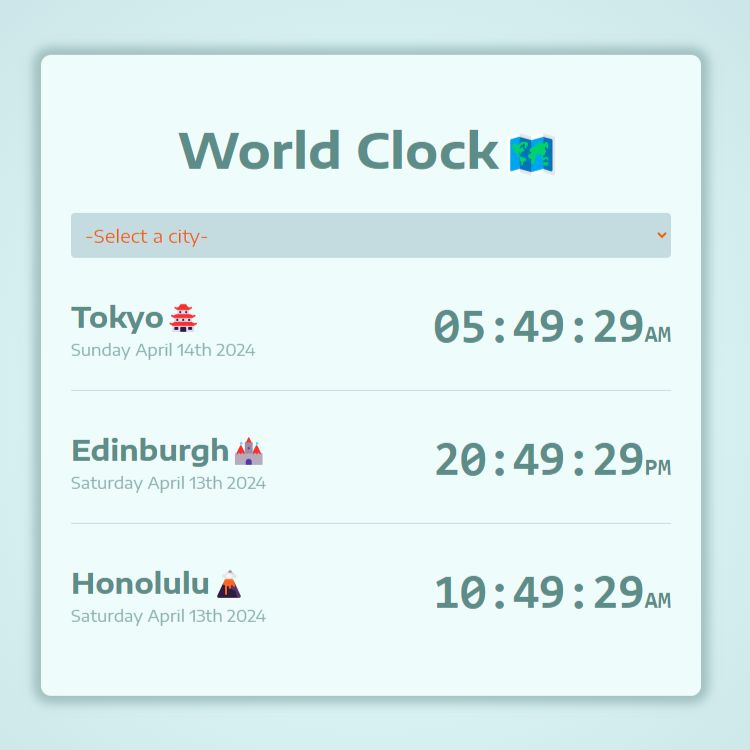 World Clock
-Select a city-
Tokyo
05:49:29AM
Sunday April 14th 2024
Edinburgh
20:49:29PM
Saturday April 13th 2024
Honolulu
10:49:29AM
Saturday April 13th 2024